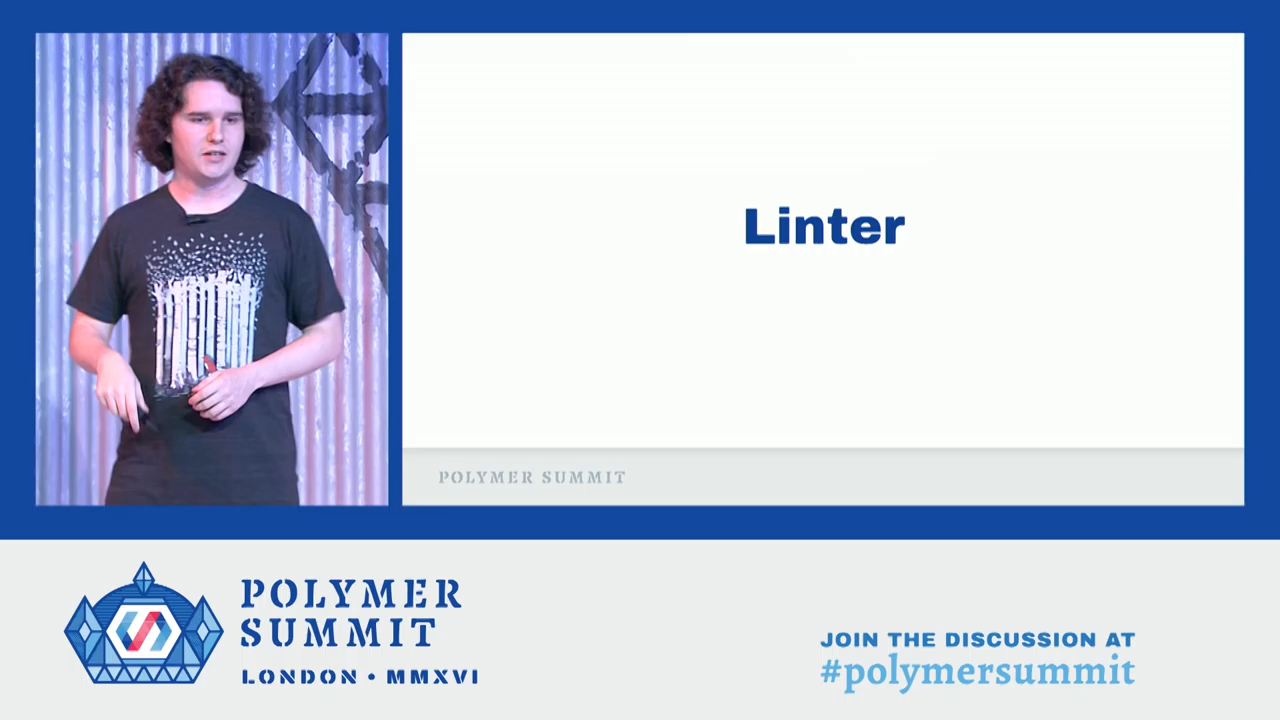 Linter
POLYMER SUMMIT
POLYMER
SUMMIT
LONDON • MMXVI
JOIN THE DISCUSSION AT
#polymersummit